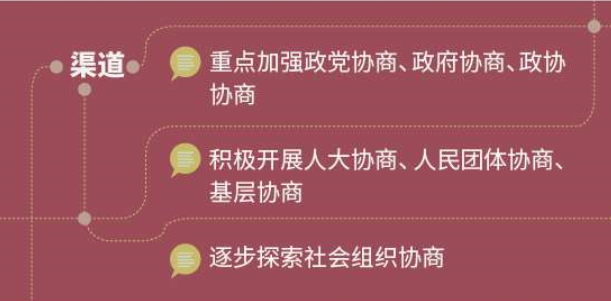 渠道
重点加强政党协商、政府协商、政协
协商
积极开展人大协商、人民团体协商、
基层协商
逐步探索社会组织协商